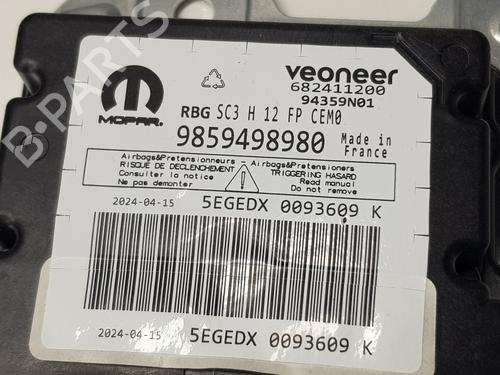 B-PARTS
veoneer
682411200
94359N01
MOPAR.
RBG SC3 H 12 FP CEM0
9859498980
Made in
France
Airbags&Pretensionneurs - Airbags&Pretensioners
RISQUE DE DECLENCHEMENT
Consulter la notice
Ne pas demonter
TRIGGERING HAZARD
Read manual
Do not remove
2024-04-15 5EGEDX 0093609 K
2024-04-15 5EGEDX 0093609 K